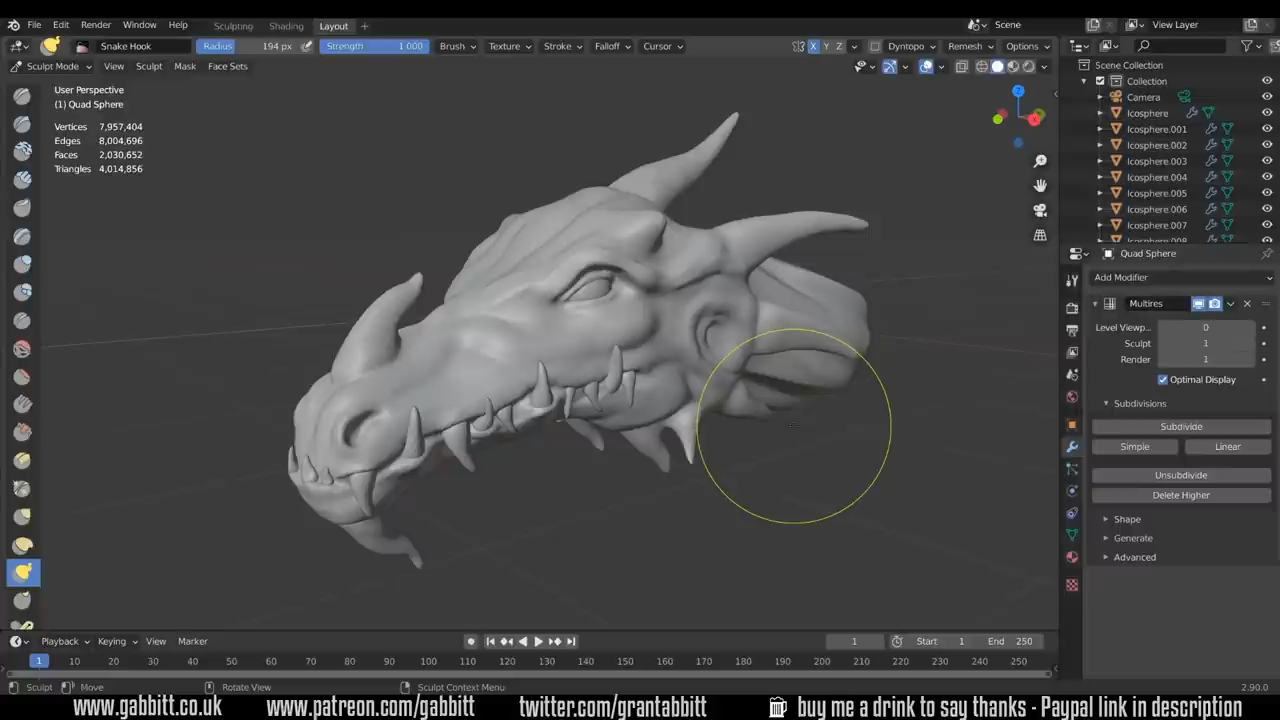 File Edit Render Window Help Sculpting Shading Layout + Scene View Layer
Snake Hook Radius 194 px Strength 1.000 Brush Texture Stroke Falloff Cursor X Y Z Dyntopo Remesh Options
Sculpt Mode View Sculpt Mask Face Sets
Scene Collection
Collection
Camera
Icosphere
Icosphere.001
Icosphere.002
Icosphere.003
Icosphere.004
Icosphere.005
Icosphere.006
Icosphere.007
Icosphere.008
User Perspective
(1) Quad Sphere
Vertices 7,957,404
Edges 8,004,696
Faces 2,030,652
Triangles 4,014,856
Z
Quad Sphere
Add Modifier
Multires
Level Viewp... 0
Sculpt 1
Render 1
Optimal Display
Subdivisions
Subdivide
Simple Linear
Unsubdivide
Delete Higher
Shape
Generate
Advanced
Playback Keying View Marker 1 Start 1 End 250
1 10 20 30 40 50 60 70 80 90 100 110 120 130 140 150 160 170 180 190 200 210 220 230 240 250
Sculpt Move Rotate View Sculpt Context Menu 2.90.0
www.gabbitt.co.uk www.patreon.com/gabbitt twitter.com/grantabbitt buy me a drink to say thanks - Paypal link in description